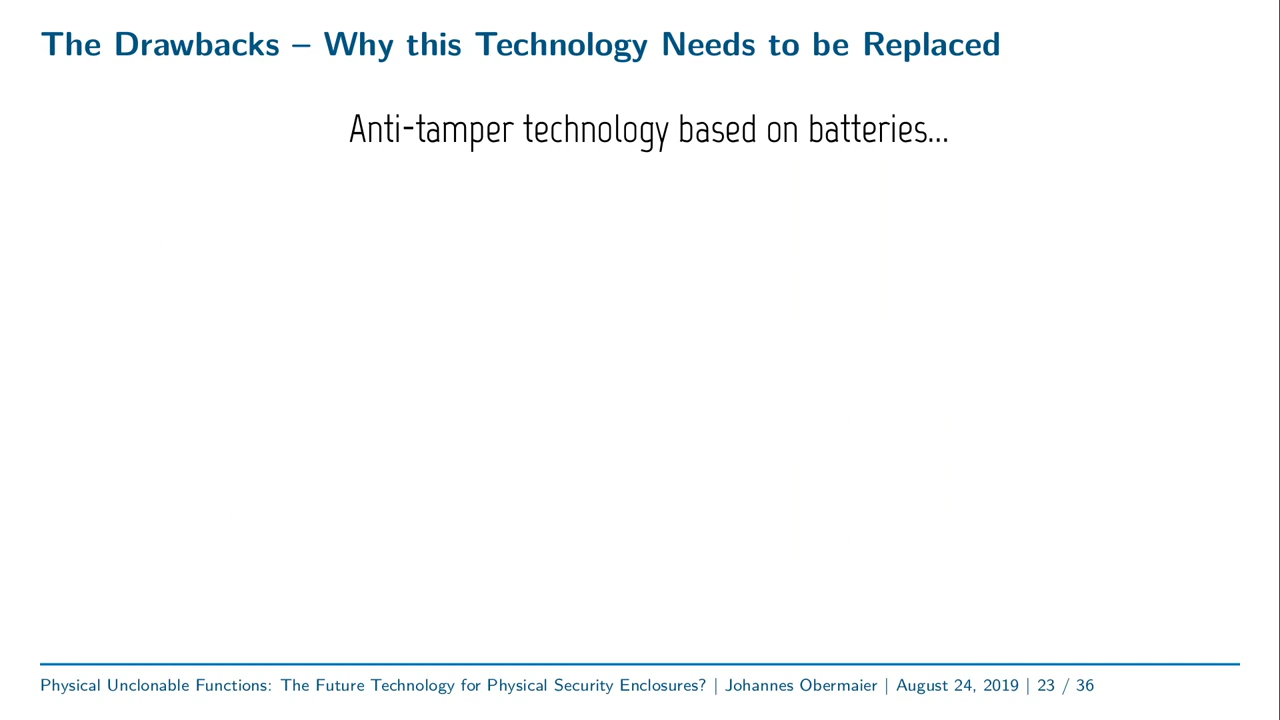 The Drawbacks – Why this Technology Needs to be Replaced
Anti-tamper technology based on batteries...
Physical Unclonable Functions: The Future Technology for Physical Security Enclosures? | Johannes Obermaier | August 24, 2019 | 23 / 36